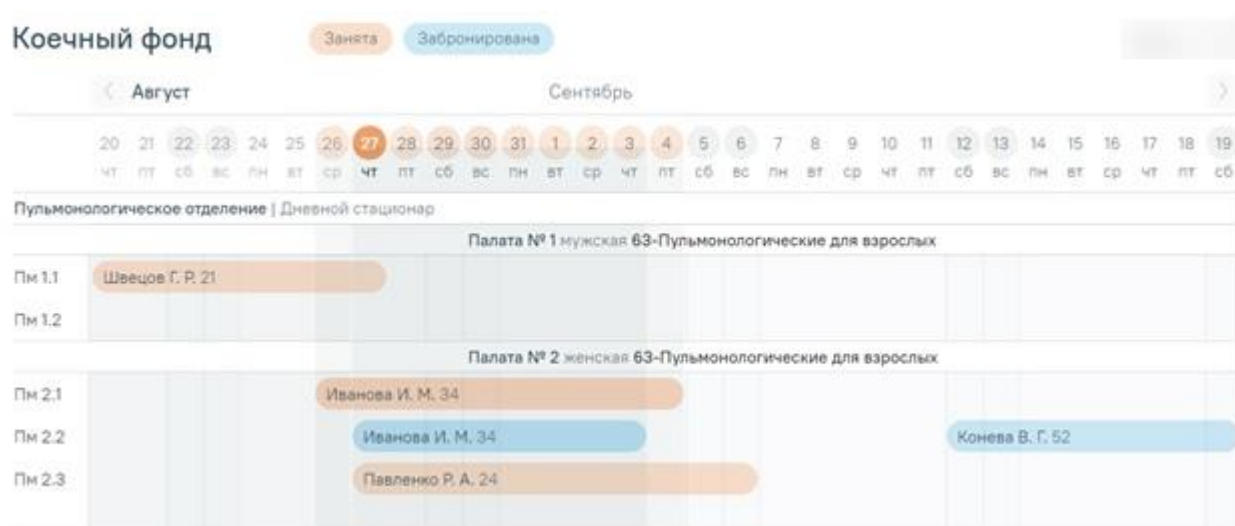 Коечный фонд Занята Забронирована
Август Сентябрь
20 21 22 23 24 25 26 27 28 29 30 31 1 2 3 4 5 6 7 8 9 10 11 12 13 14 15 16 17 18 19
чт пт сб вс пн вт ср чт пт сб вс пн вт ср чт пт сб вс пн вт ср чт пт сб вс пн вт ср чт пт сб
Пульмонологическое отделение | Дневной стационар
Палата № 1 мужская 63-Пульмонологические для взрослых
Пм 1.1 Швецов Г. Р. 21
Пм 1.2
Палата № 2 женская 63-Пульмонологические для взрослых
Пм 2.1 Иванова И. М. 34
Пм 2.2 Иванова И. М. 34 Конева В. Г. 52
Пм 2.3 Павленко Р. А. 24